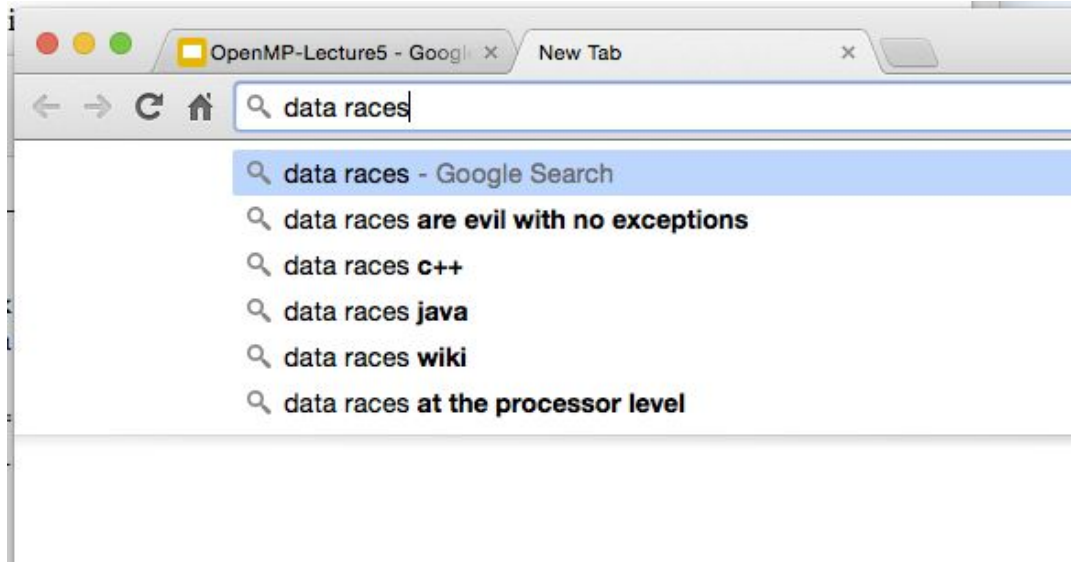 OpenMP-Lecture5 - Googl
New Tab
data races
data races - Google Search
data races are evil with no exceptions
data races c++
data races java
data races wiki
data races at the processor level